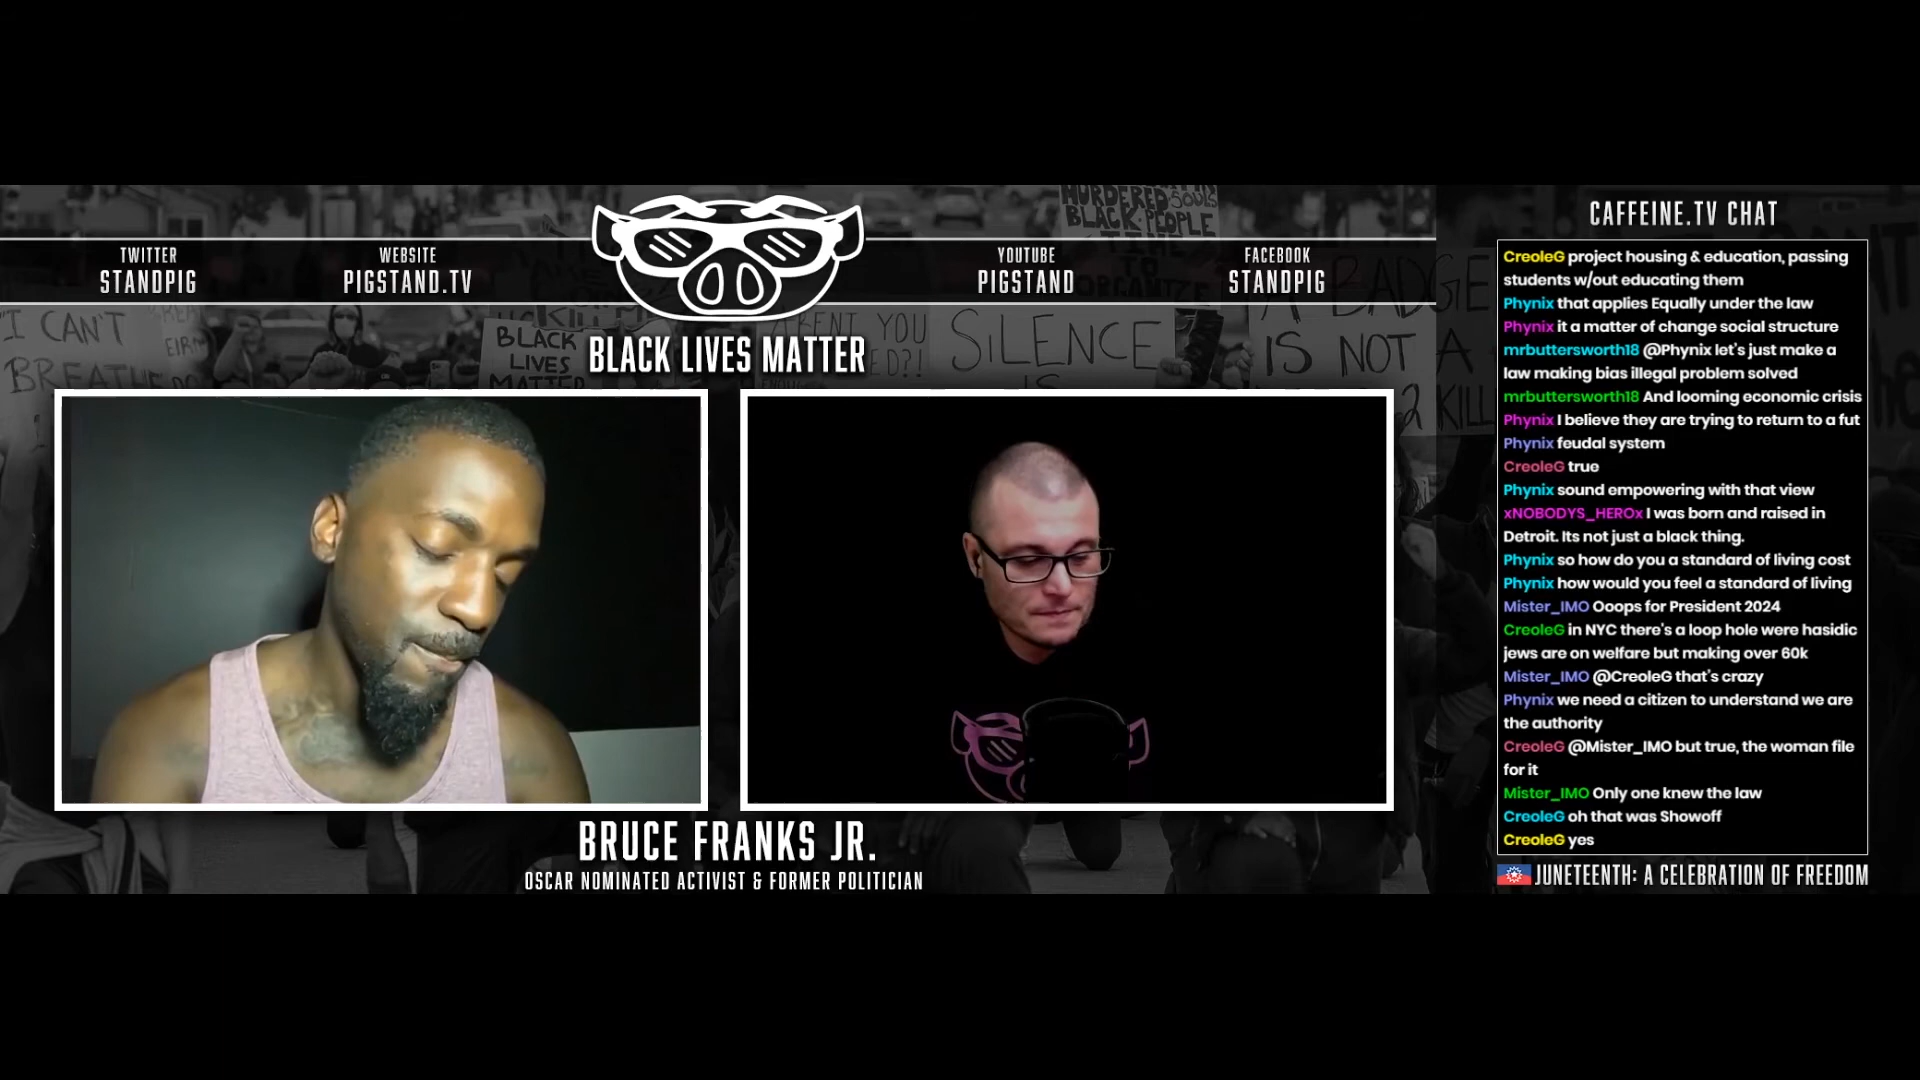 TWITTER
STANDPIG
WEBSITE
PIGSTAND.TV
YOUTUBE
PIGSTAND
FACEBOOK
STANDPIG
BLACK LIVES MATTER
MURDERED
BLACK PEOPLE
TO
ORGANIZE
"I CAN'T
BREATHE
BLACK
LIVES
MATTER
YOU
SILENCE
IS
A BADGE
IS NOT A
2 KILL
BRUCE FRANKS JR.
OSCAR NOMINATED ACTIVIST & FORMER POLITICIAN
CAFFEINE.TV CHAT
CreoleG project housing & education, passing
students w/out educating them
Phynix that applies Equally under the law
Phynix it a matter of change social structure
mrbuttersworth18 @Phynix let's just make a
law making bias illegal problem solved
mrbuttersworth18 And looming economic crisis
Phynix I believe they are trying to return to a fut
Phynix feudal system
CreoleG true
Phynix sound empowering with that view
xNOBODYS_HEROx I was born and raised in
Detroit. Its not just a black thing.
Phynix so how do you a standard of living cost
Phynix how would you feel a standard of living
Mister_IMO Ooops for President 2024
CreoleG in NYC there's a loop hole were hasidic
jews are on welfare but making over 60k
Mister_IMO @CreoleG that's crazy
Phynix we need a citizen to understand we are
the authority
CreoleG @Mister_IMO but true, the woman file
for it
Mister_IMO Only one knew the law
CreoleG oh that was Showoff
CreoleG yes
JUNETEENTH: A CELEBRATION OF FREEDOM